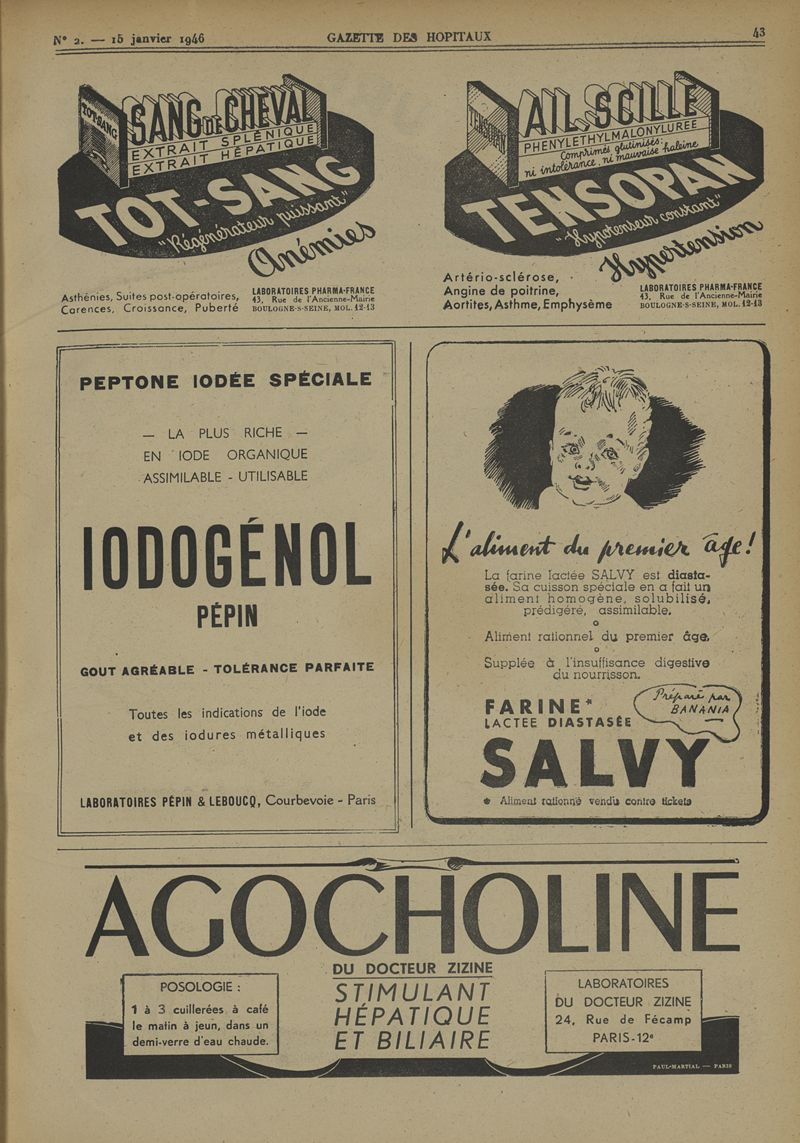 N° 2. — 15 janvier 1946
GAZETTE DES HOPITAUX
43
TOT-SANG
SANG DE CHEVAL
EXTRAIT SPLÉNIQUE
EXTRAIT HÉPATIQUE
TOT-SANG
"Régénérateur puissant"
Anémies
Asthénies, Suites post-opératoires,
Carences, Croissance, Puberté
LABORATOIRES PHARMA-FRANCE
43, Rue de l'Ancienne-Mairie
BOULOGNE-S-SEINE, MOL. 12-13
TENSOPAN
AIL, SCILLE
PHENYLETHYLMALONYLURÉE
Comprimés glutinisés:
ni intolérance, ni mauvaise haleine
TENSOPAN
"Hypotenseur constant"
Hypertension
Artério-sclérose,
Angine de poitrine,
Aortites, Asthme, Emphysème
LABORATOIRES PHARMA-FRANCE
43, Rue de l'Ancienne-Mairie
BOULOGNE-S-SEINE, MOL. 12-13
PEPTONE IODÉE SPÉCIALE
— LA PLUS RICHE —
EN IODE ORGANIQUE
ASSIMILABLE - UTILISABLE
IODOGÉNOL
PÉPIN
GOUT AGRÉABLE - TOLÉRANCE PARFAITE
Toutes les indications de l'iode
et des iodures métalliques
LABORATOIRES PÉPIN & LEBOUCQ, Courbevoie - Paris
L'aliment du premier âge!
La farine lactée SALVY est diasta-
sée. Sa cuisson spéciale en a fait un
aliment homogène, solubilisé,
prédigéré, assimilable.
o
Aliment rationnel du premier âge.
o
Supplée à l'insuffisance digestive
du nourrisson.
FARINE*
LACTEE DIASTASÉE
Préparé par
BANANIA
SALVY
* Aliment rationné vendu contre tickets
AGOCHOLINE
DU DOCTEUR ZIZINE
STIMULANT
HÉPATIQUE
ET BILIAIRE
POSOLOGIE :
1 à 3 cuillerées à café
le matin à jeun, dans un
demi-verre d'eau chaude.
LABORATOIRES
DU DOCTEUR ZIZINE
24, Rue de Fécamp
PARIS-12e
PAUL-MARTIAL — PARIS